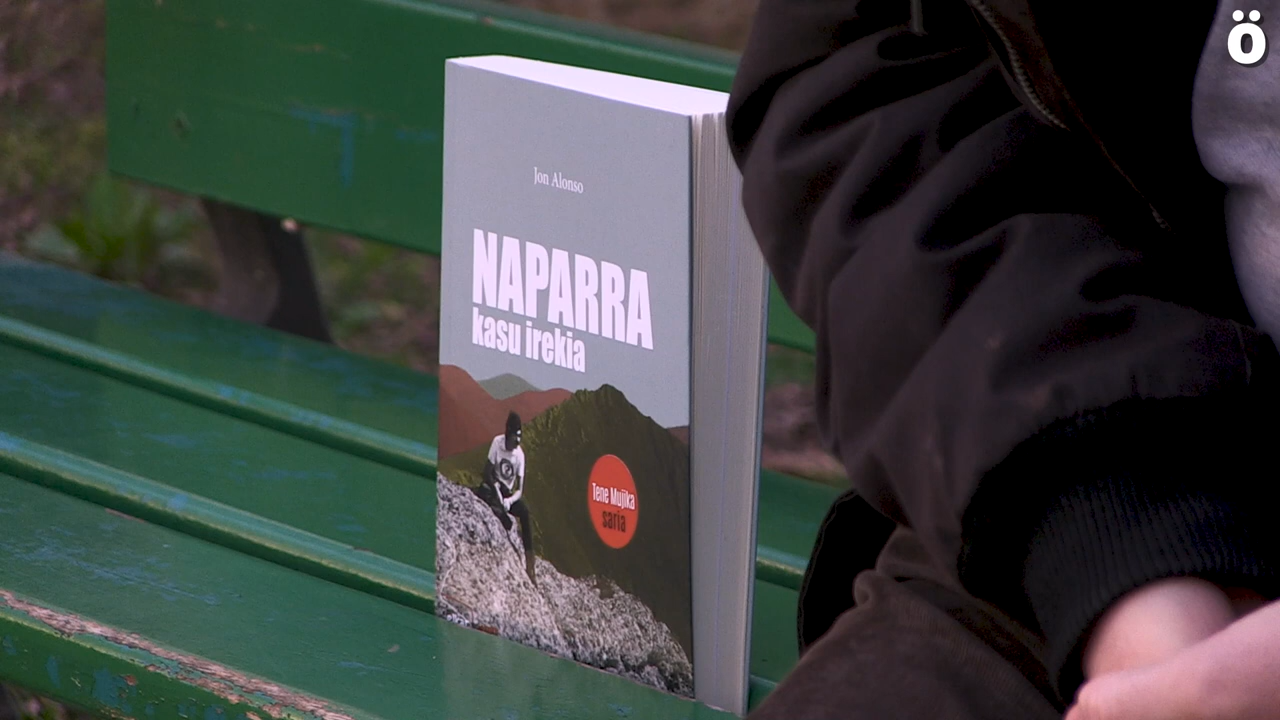 ö
Jon Alonso
NAPARRA
kasu irekia
Tene Mujika
saria